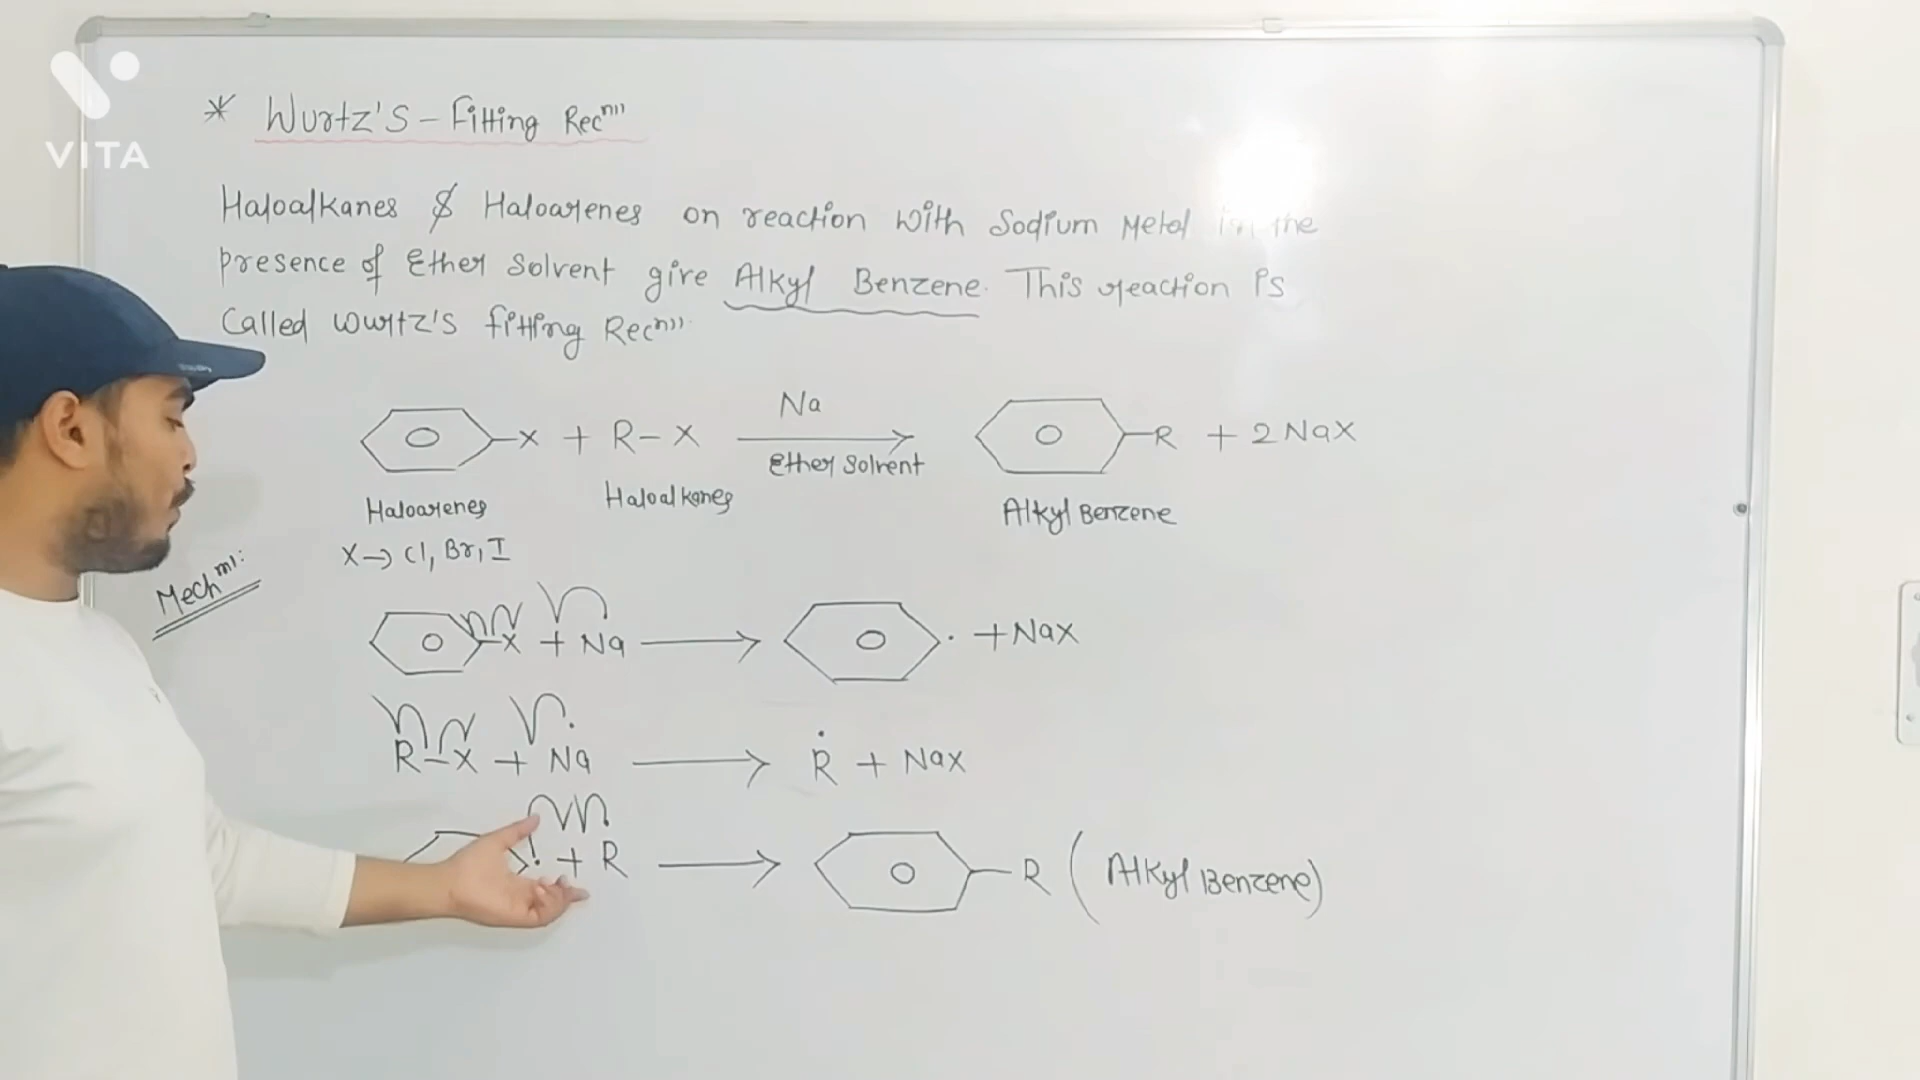 VITA
* Wurtz's - Fitting Recⁿ"
Haloalkanes & Haloarenes on reaction with Sodium Metal in the
presence of Ether Solvent give Alkyl Benzene. This reaction is
Called Wurtz's fitting Recⁿ"
X + R-X Na Ether Solvent R + 2NaX
Haloarenes Haloalkanes Alkyl Benzene
X → Cl, Br, I
Mechᵐ':
X + Na → . + NaX
R-X + Na → Ṙ + NaX
. + R → R (Alkyl Benzene)